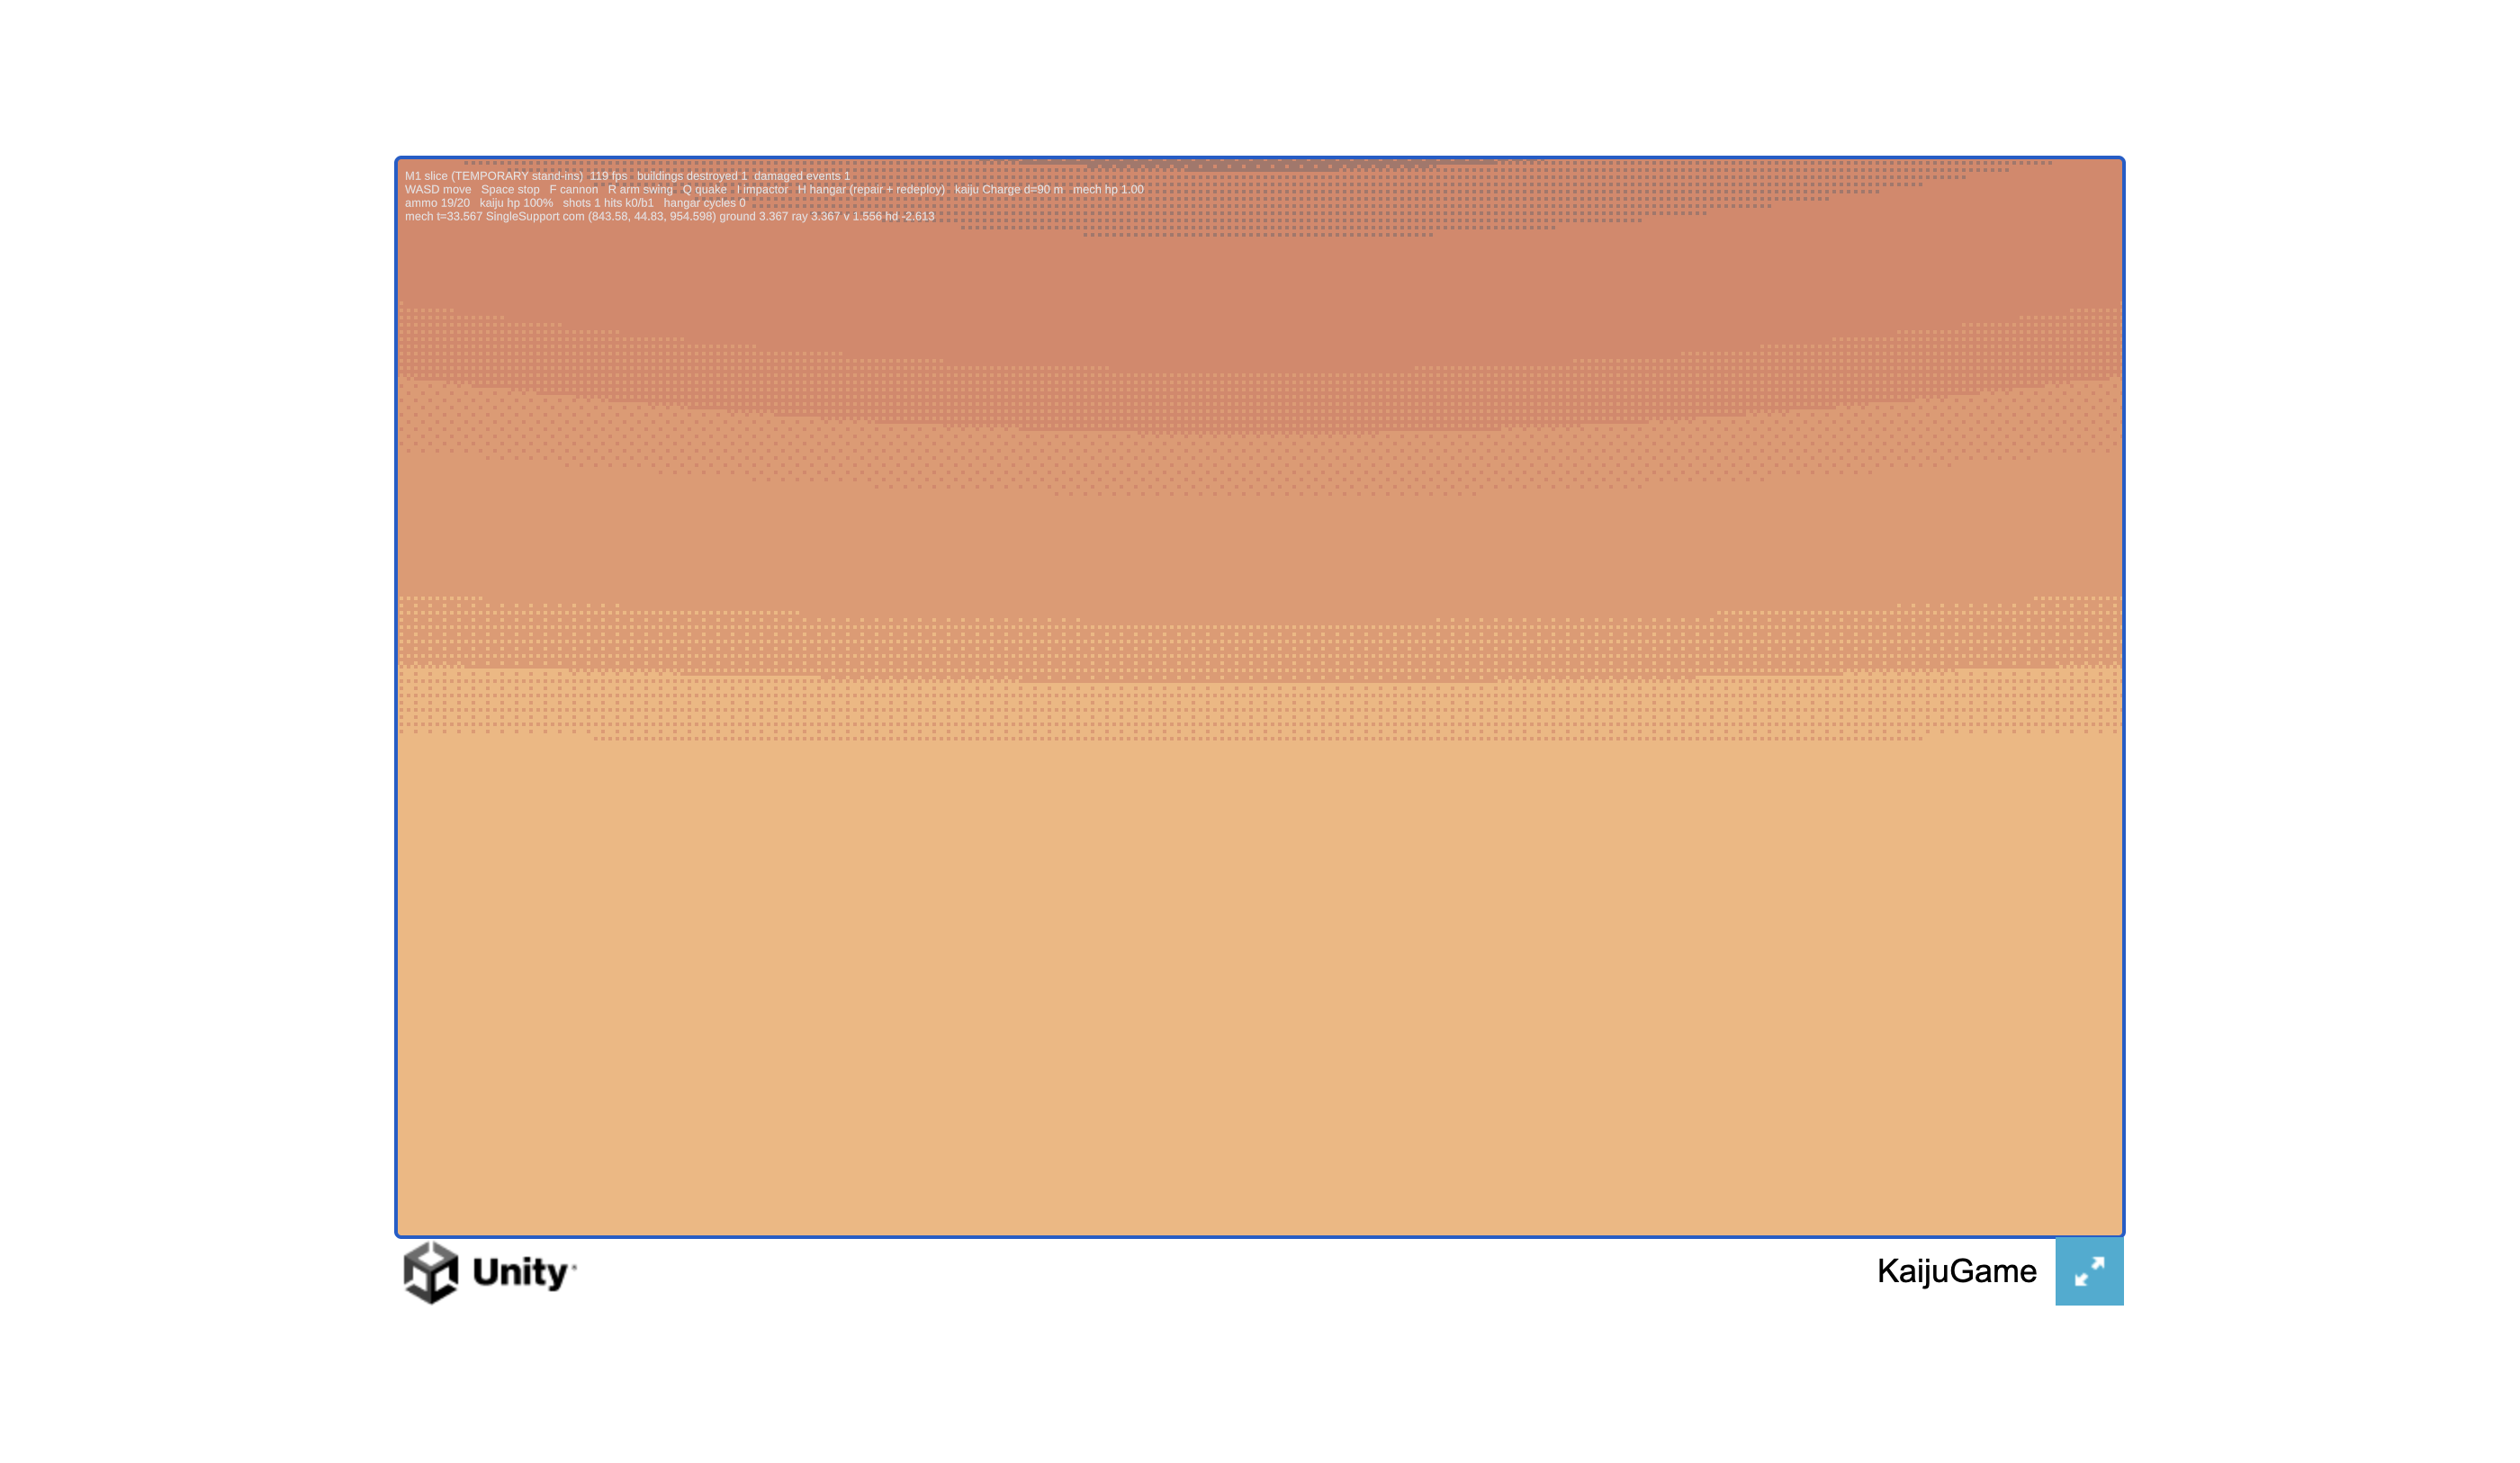 M1 slice (TEMPORARY stand-ins)  119 fps   buildings destroyed 1  damaged events 1
WASD move   Space stop   F cannon   R arm swing   Q quake   I impactor   H hangar (repair + redeploy)   kaiju Charge d=90 m   mech hp 1.00
ammo 19/20   kaiju hp 100%   shots 1 hits k0/b1   hangar cycles 0
mech t=33.567 SingleSupport com (843.58, 44.83, 954.598) ground 3.367 ray 3.367 v 1.556 hd -2.613
Unity
KaijuGame